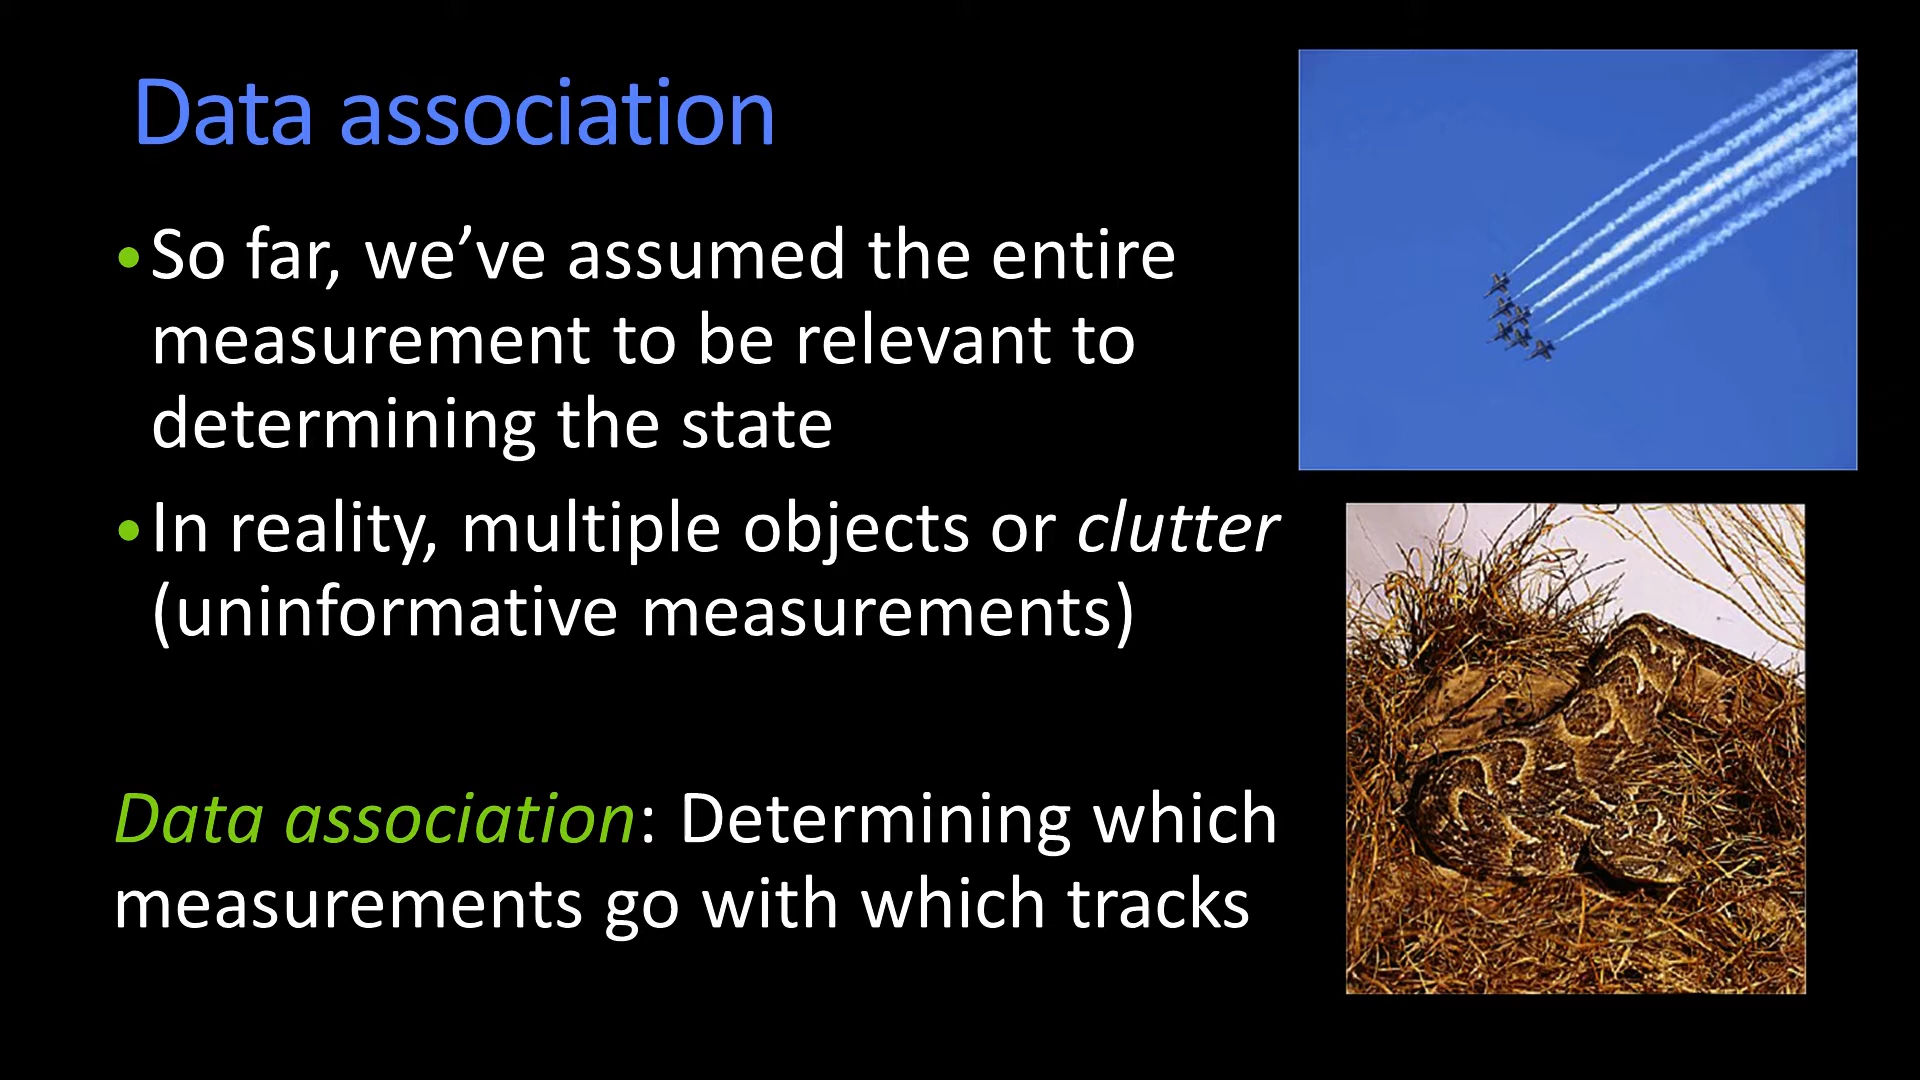 Data association
•So far, we’ve assumed the entire
measurement to be relevant to
determining the state
•In reality, multiple objects or clutter
(uninformative measurements)
Data association: Determining which
measurements go with which tracks